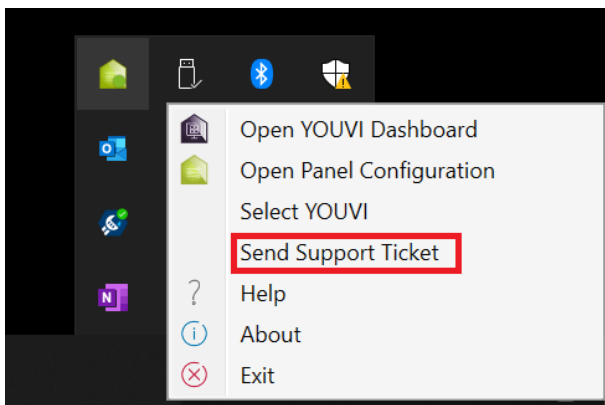 Open YOUVI Dashboard
Open Panel Configuration
Select YOUVI
Send Support Ticket
Help
About
Exit